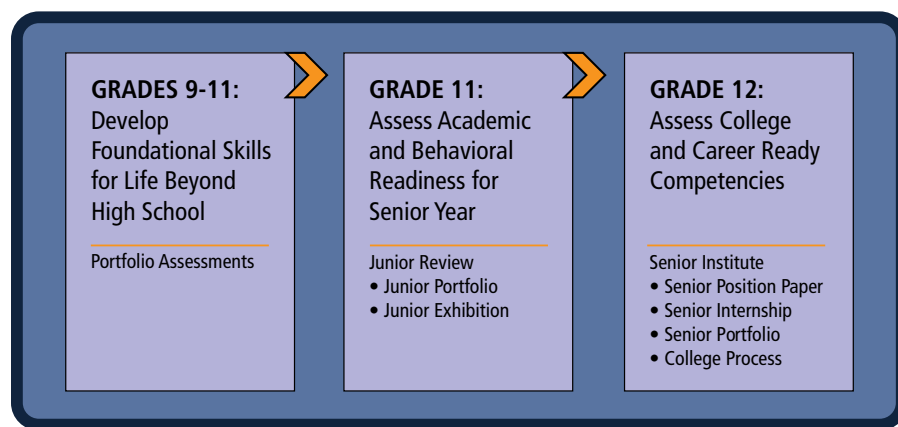 GRADES 9-11:
Develop
Foundational Skills
for Life Beyond
High School
Portfolio Assessments
GRADE 11:
Assess Academic
and Behavioral
Readiness for
Senior Year
Junior Review
• Junior Portfolio
• Junior Exhibition
GRADE 12:
Assess College
and Career Ready
Competencies
Senior Institute
• Senior Position Paper
• Senior Internship
• Senior Portfolio
• College Process